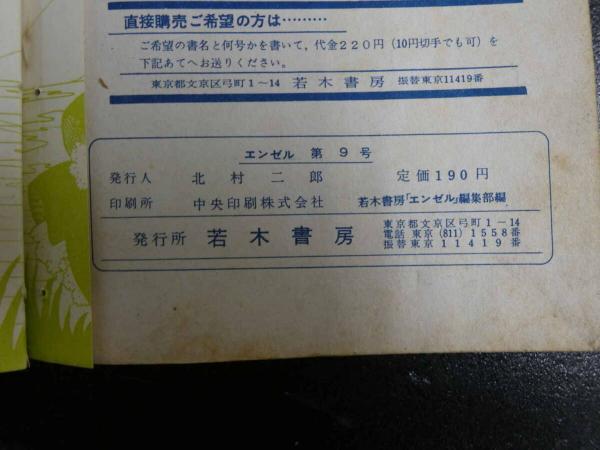 直接購売ご希望の方は………
ご希望の書名と何号かを書いて，代金220円（10円切手でも可）を
下記あてへお送りください。
東京都文京区弓町1～14 若木書房 振替東京11419番
エンゼル 第9号
発行人 北村二郎 定価190円
印刷所 中央印刷株式会社 若木書房「エンゼル」編集部編
発行所 若木書房
東京都文京区弓町1－14
電話 東京(811)1558番
振替東京11419番